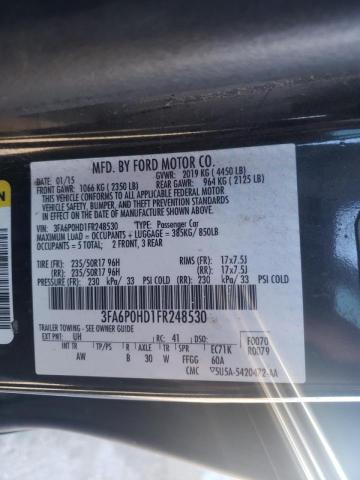 MFD. BY FORD MOTOR CO.
DATE: 01/15 GVWR: 2019 KG ( 4450 LB)
FRONT GAWR: 1066 KG ( 2350 LB) REAR GAWR: 964 KG ( 2125 LB)
THIS VEHICLE CONFORMS TO ALL APPLICABLE FEDERAL MOTOR
VEHICLE SAFETY, BUMPER, AND THEFT PREVENTION STANDARDS
IN EFFECT ON THE DATE OF MANUFACTURE SHOWN ABOVE.
VIN: 3FA6P0HD1FR248530 TYPE: Passenger Car
MAXIMUM LOAD = OCCUPANTS + LUGGAGE = 385KG/ 850LB
OCCUPANTS = 5 TOTAL 2 FRONT, 3 REAR
TIRE (FR): 235/50R17 96H RIMS (FR): 17x7.5J
TIRE (RR): 235/50R17 96H (RR): 17x7.5J
PRESSURE (FR): 230 kPa/ 33 PSI COLD (RR): 230 kPa/ 33 PSI COLD
3FA6P0HD1FR248530
TRAILER TOWING - SEE OWNER GUIDE
EXT PNT: UH RC: 41 DSO: F0070
INT TR TP/PS R AXLE TR SPR EC71K R0079
AW B 30 W FFGG 60A
CMC